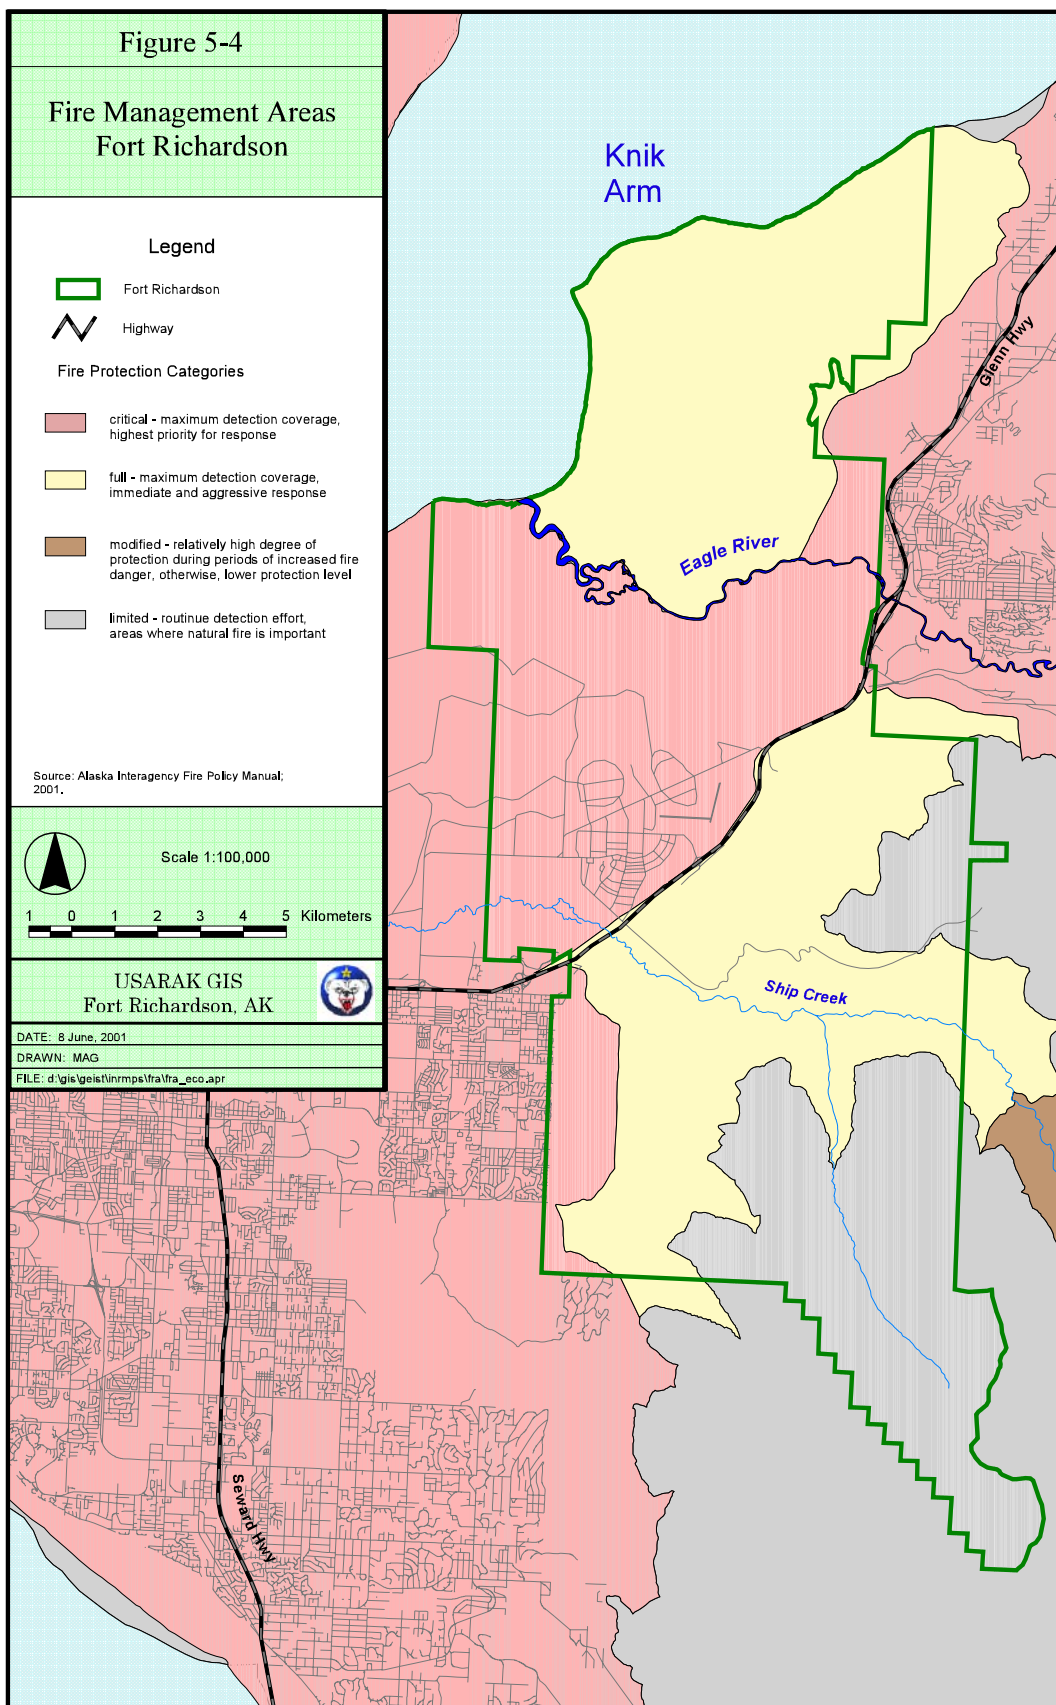 Figure 5-4
Fire Management Areas
Fort Richardson
Legend
Fort Richardson
Highway
Fire Protection Categories
critical - maximum detection coverage,
highest priority for response
full - maximum detection coverage,
immediate and aggressive response
modified - relatively high degree of
protection during periods of increased fire
danger, otherwise, lower protection level
limited - routinue detection effort,
areas where natural fire is important
Source: Alaska Interagency Fire Policy Manual;
2001.
Scale 1:100,000
1 0 1 2 3 4 5 Kilometers
USARAK GIS
Fort Richardson, AK
DATE: 8 June, 2001
DRAWN: MAG
FILE: d:\gis\geist\inrmps\fra\fra_eco.apr
Knik
Arm
Glenn Hwy
Eagle River
Ship Creek
Seward Hwy